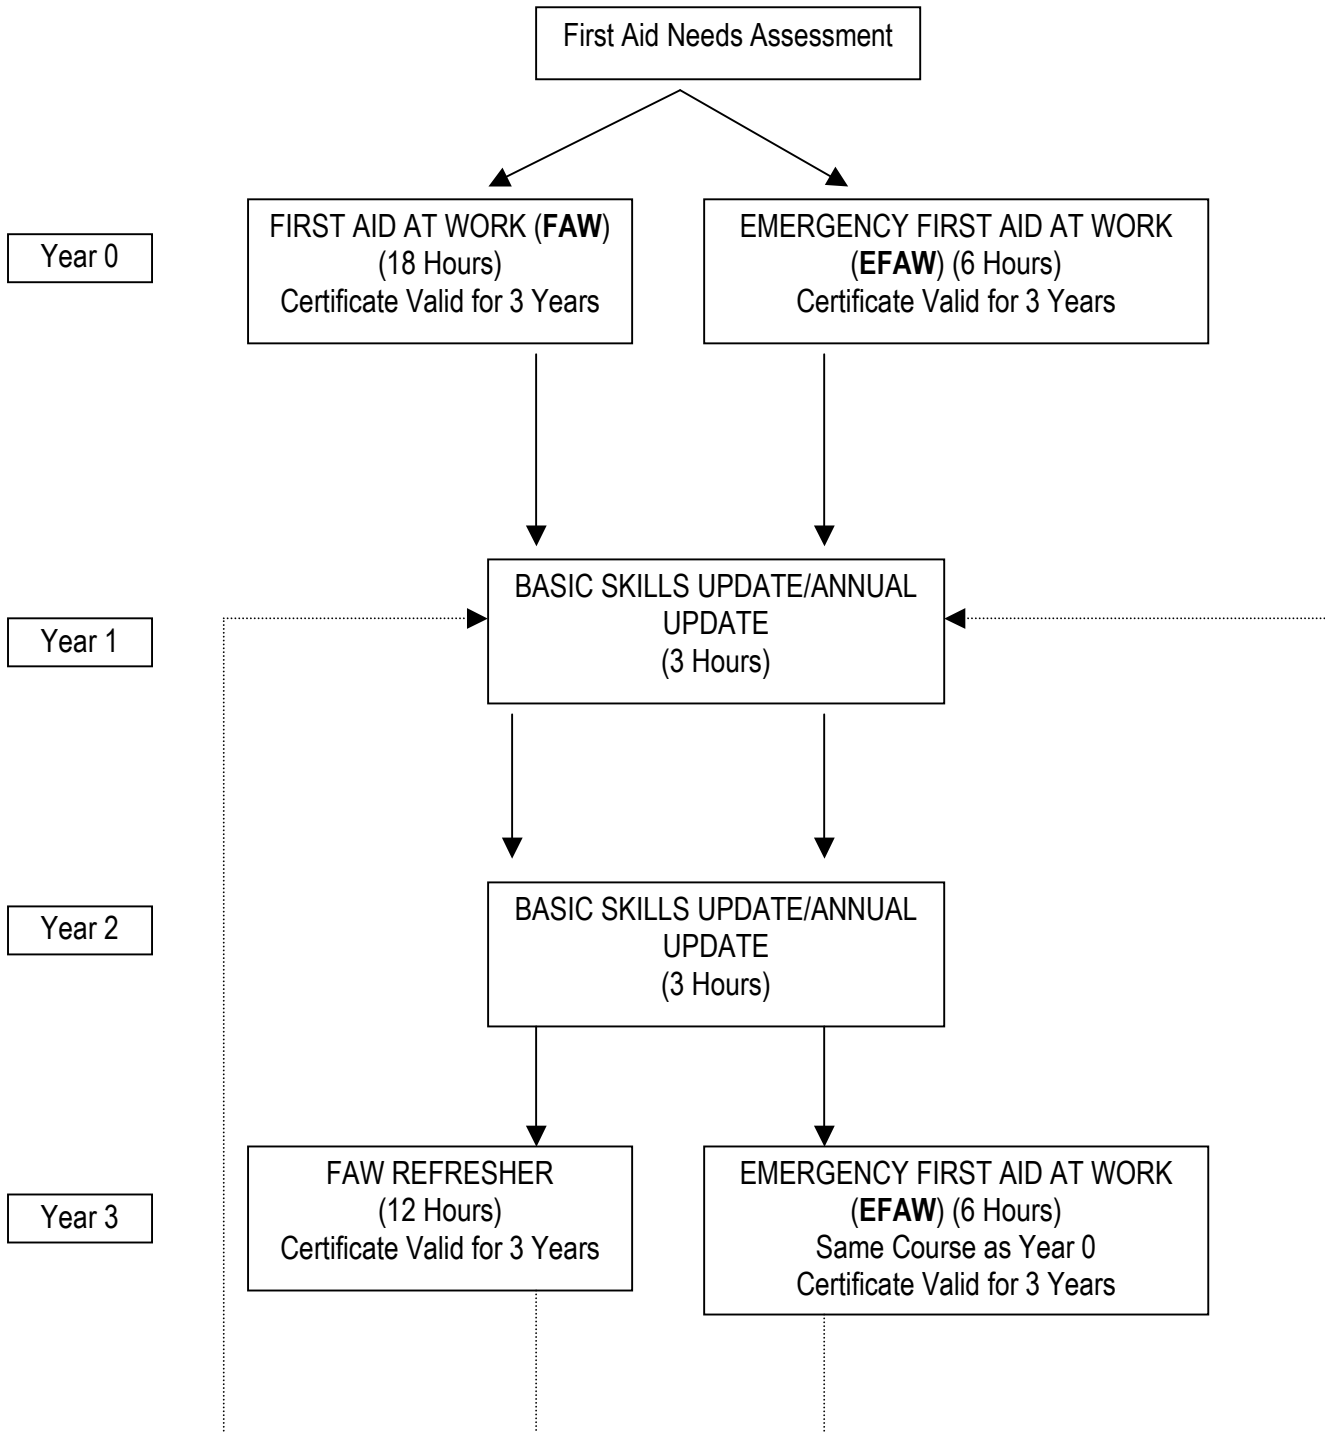 First Aid Needs Assessment
Year 0
FIRST AID AT WORK (FAW)
(18 Hours)
Certificate Valid for 3 Years
EMERGENCY FIRST AID AT WORK
(EFAW) (6 Hours)
Certificate Valid for 3 Years
Year 1
BASIC SKILLS UPDATE/ANNUAL
UPDATE
(3 Hours)
Year 2
BASIC SKILLS UPDATE/ANNUAL
UPDATE
(3 Hours)
Year 3
FAW REFRESHER
(12 Hours)
Certificate Valid for 3 Years
EMERGENCY FIRST AID AT WORK
(EFAW) (6 Hours)
Same Course as Year 0
Certificate Valid for 3 Years